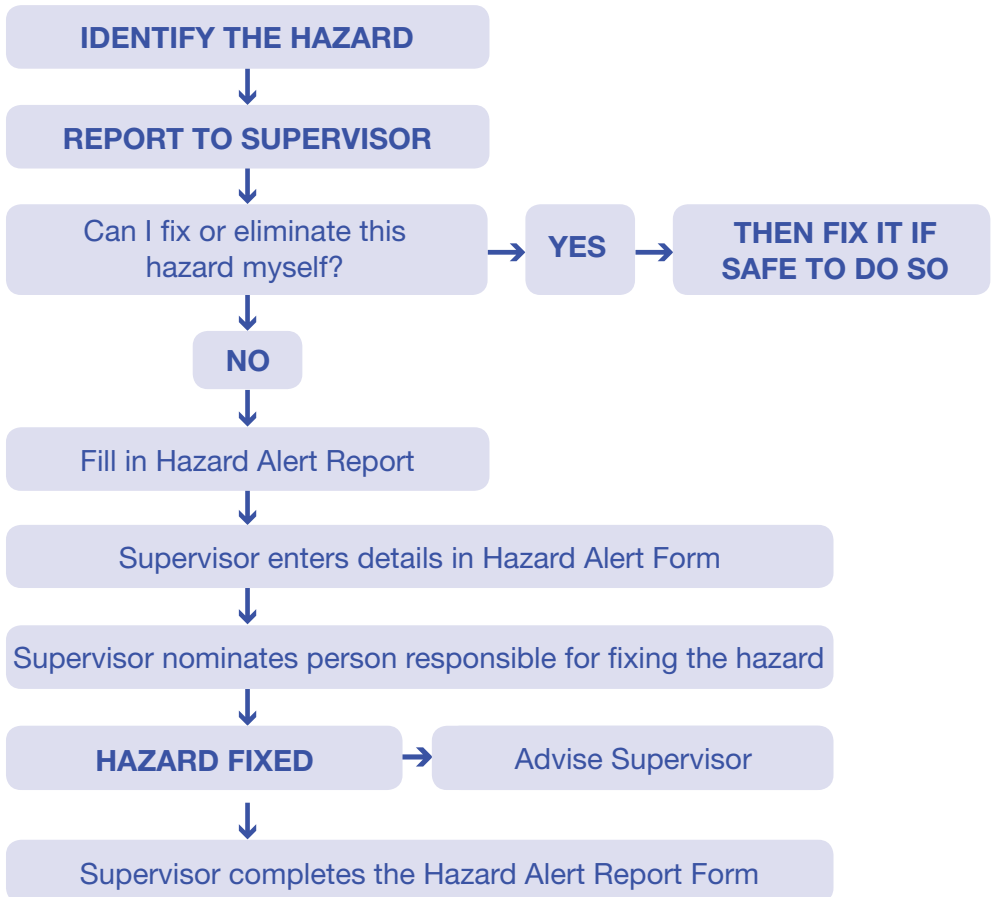 IDENTIFY THE HAZARD
REPORT TO SUPERVISOR
Can I fix or eliminate this
hazard myself?
YES
THEN FIX IT IF
SAFE TO DO SO
NO
Fill in Hazard Alert Report
Supervisor enters details in Hazard Alert Form
Supervisor nominates person responsible for fixing the hazard
HAZARD FIXED
Advise Supervisor
Supervisor completes the Hazard Alert Report Form